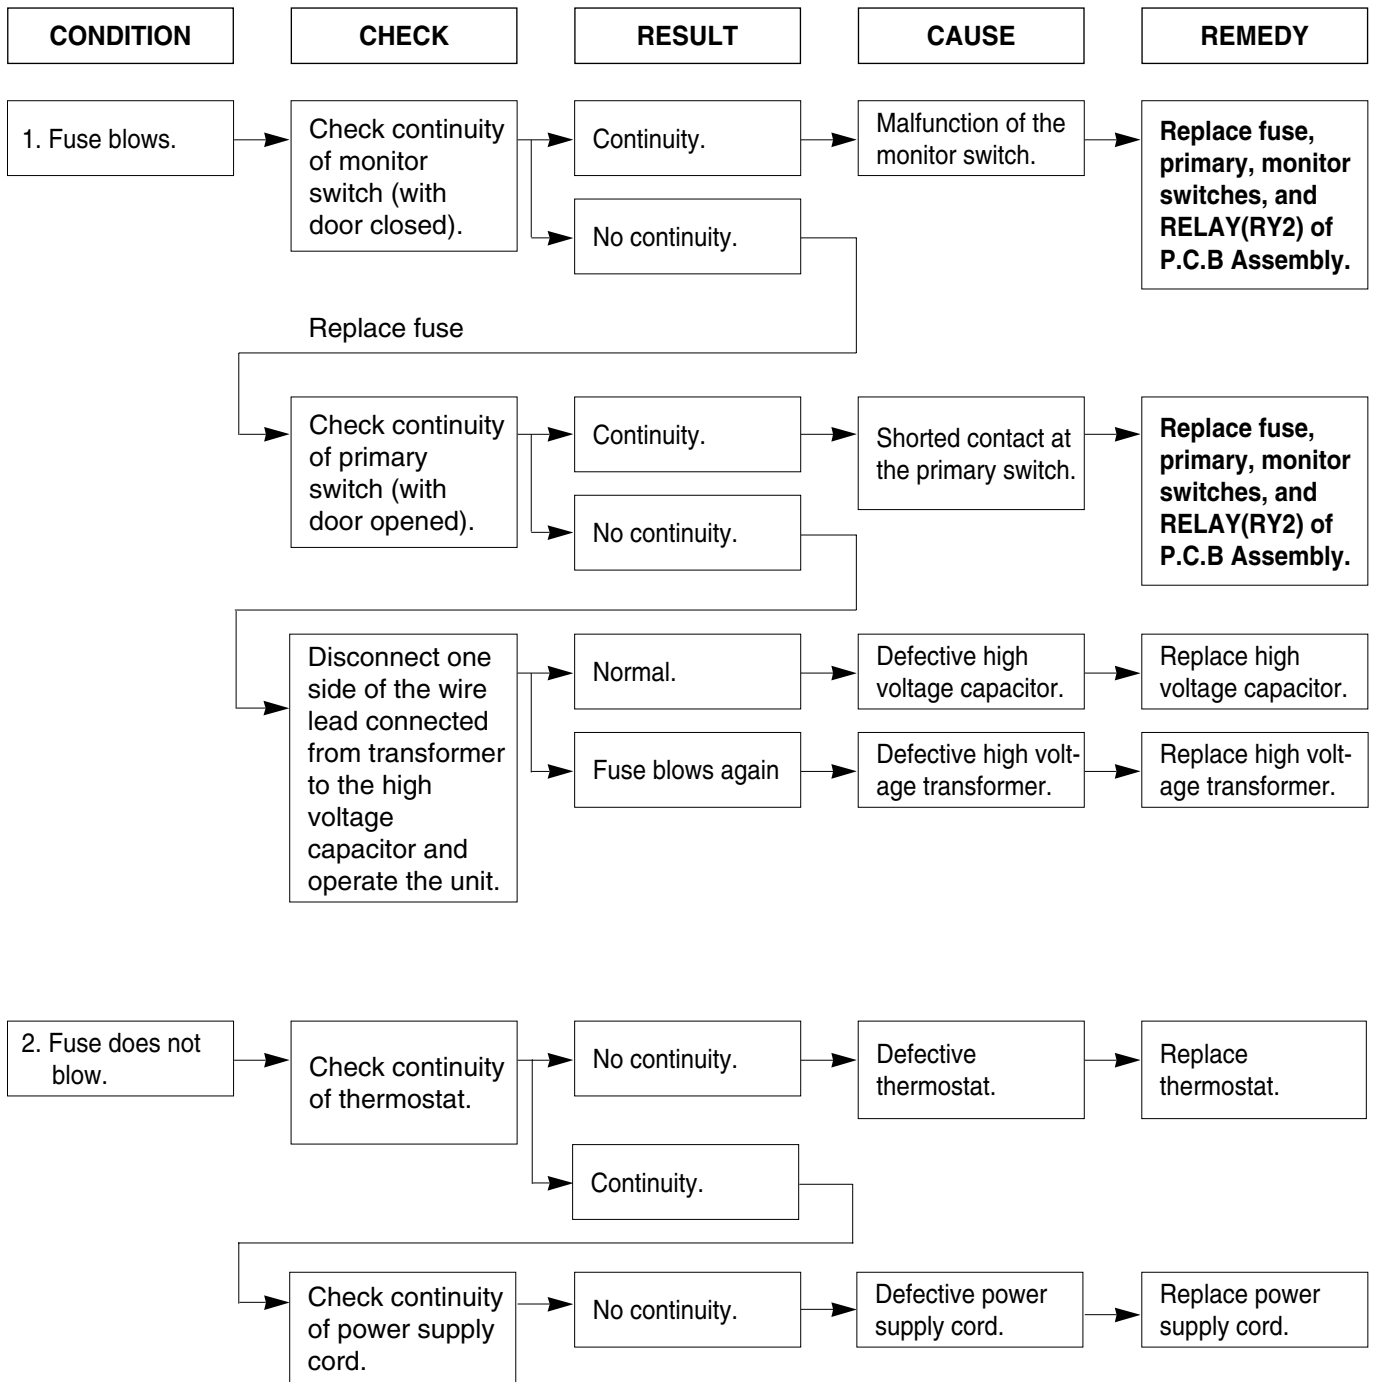 CONDITION
CHECK
RESULT
CAUSE
REMEDY
1. Fuse blows.
Check continuity
of monitor
switch (with
door closed).
Continuity.
Malfunction of the
monitor switch.
Replace fuse,
primary, monitor
switches, and
RELAY(RY2) of
P.C.B Assembly.
No continuity.
Replace fuse
Check continuity
of primary
switch (with
door opened).
Continuity.
Shorted contact at
the primary switch.
Replace fuse,
primary, monitor
switches, and
RELAY(RY2) of
P.C.B Assembly.
No continuity.
Disconnect one
side of the wire
lead connected
from transformer
to the high
voltage
capacitor and
operate the unit.
Normal.
Defective high
voltage capacitor.
Replace high
voltage capacitor.
Fuse blows again
Defective high volt-
age transformer.
Replace high volt-
age transformer.
2. Fuse does not
blow.
Check continuity
of thermostat.
No continuity.
Defective
thermostat.
Replace
thermostat.
Continuity.
Check continuity
of power supply
cord.
No continuity.
Defective power
supply cord.
Replace power
supply cord.